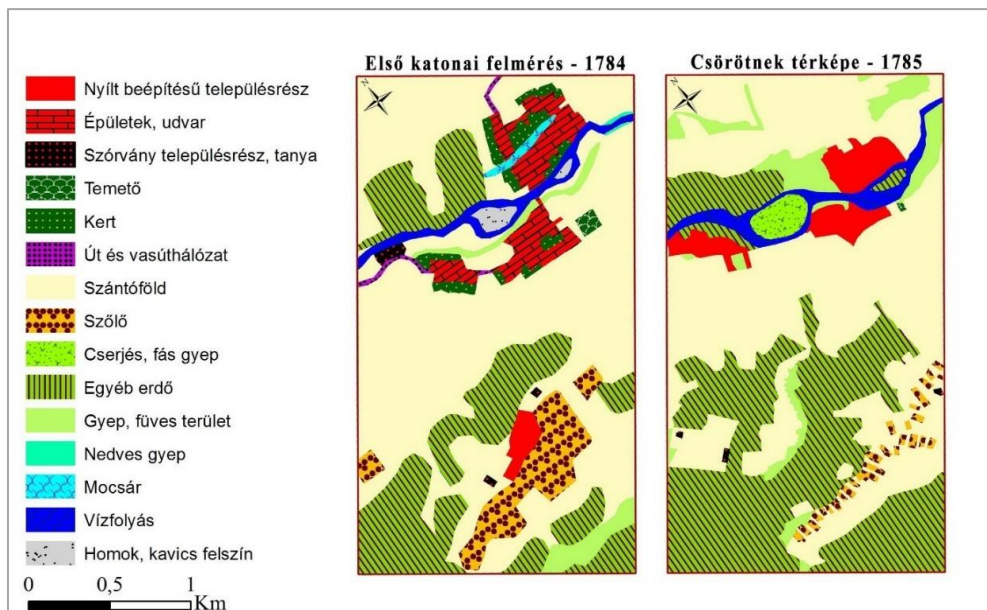 Első katonai felmérés - 1784
Csörötnek térképe - 1785
N
N
Nyílt beépítésű településrész
Épületek, udvar
Szórvány településrész, tanya
Temető
Kert
Út és vasúthálózat
Szántóföld
Szőlő
Cserjés, fás gyep
Egyéb erdő
Gyep, füves terület
Nedves gyep
Mocsár
Vízfolyás
Homok, kavics felszín
0 0,5 1
Km